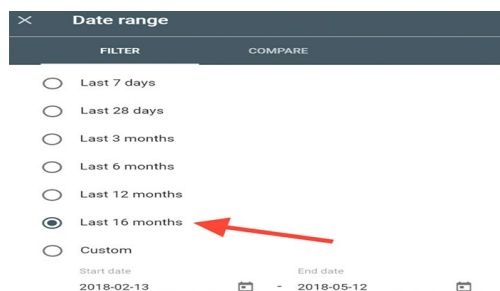 Date range
FILTER COMPARE
Last 7 days
Last 28 days
Last 3 months
Last 6 months
Last 12 months
Last 16 months
Custom
Start date End date
2018-02-13 - 2018-05-12